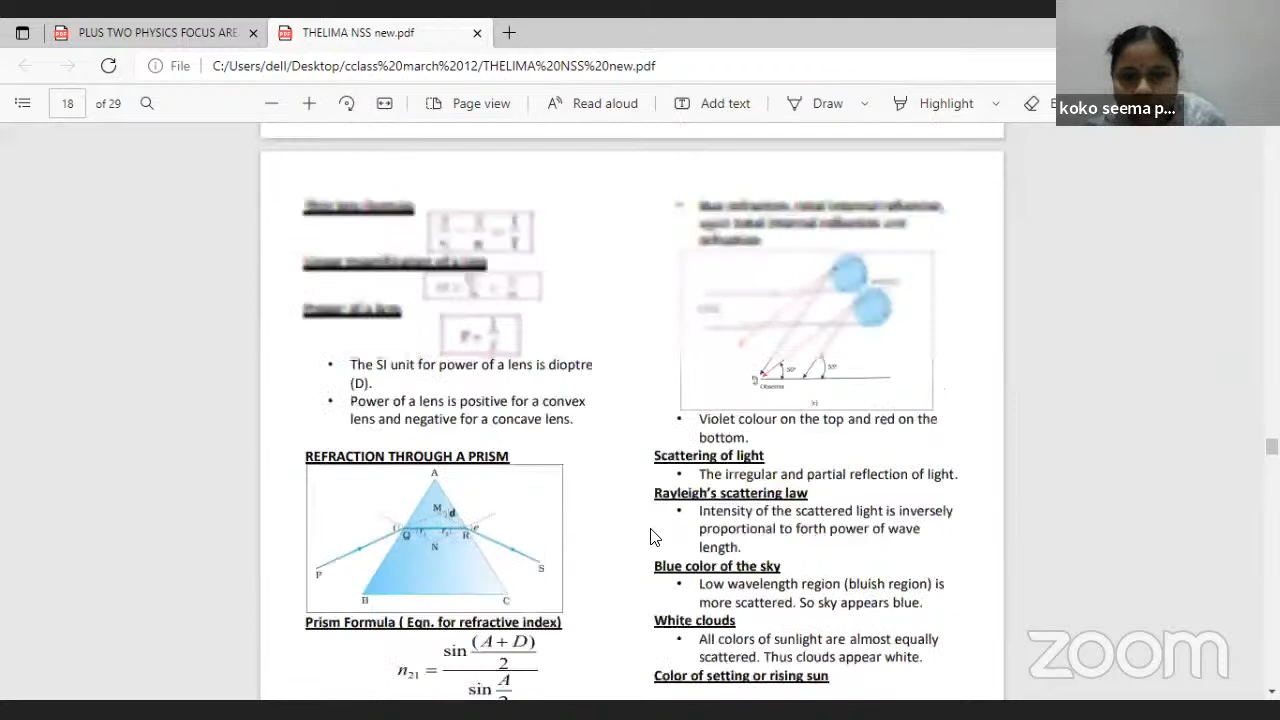 PLUS TWO PHYSICS FOCUS ARE
THELIMA NSS new.pdf
File
C:/Users/dell/Desktop/cclass%20march%2012/THELIMA%20NSS%20new.pdf
18 of 29
Page view
Read aloud
Add text
Draw
Highlight
koko seema p...
Power of a lens
• The SI unit for power of a lens is dioptre
(D).
• Power of a lens is positive for a convex
lens and negative for a concave lens.
REFRACTION THROUGH A PRISM
A
M
d
Q
R
e
N
P
S
B
C
Prism Formula ( Eqn. for refractive index)
n21 = sin (A + D)/2
sin A
Observer
• Violet colour on the top and red on the
bottom.
Scattering of light
• The irregular and partial reflection of light.
Rayleigh's scattering law
• Intensity of the scattered light is inversely
proportional to forth power of wave
length.
Blue color of the sky
• Low wavelength region (bluish region) is
more scattered. So sky appears blue.
White clouds
• All colors of sunlight are almost equally
scattered. Thus clouds appear white.
Color of setting or rising sun
zoom